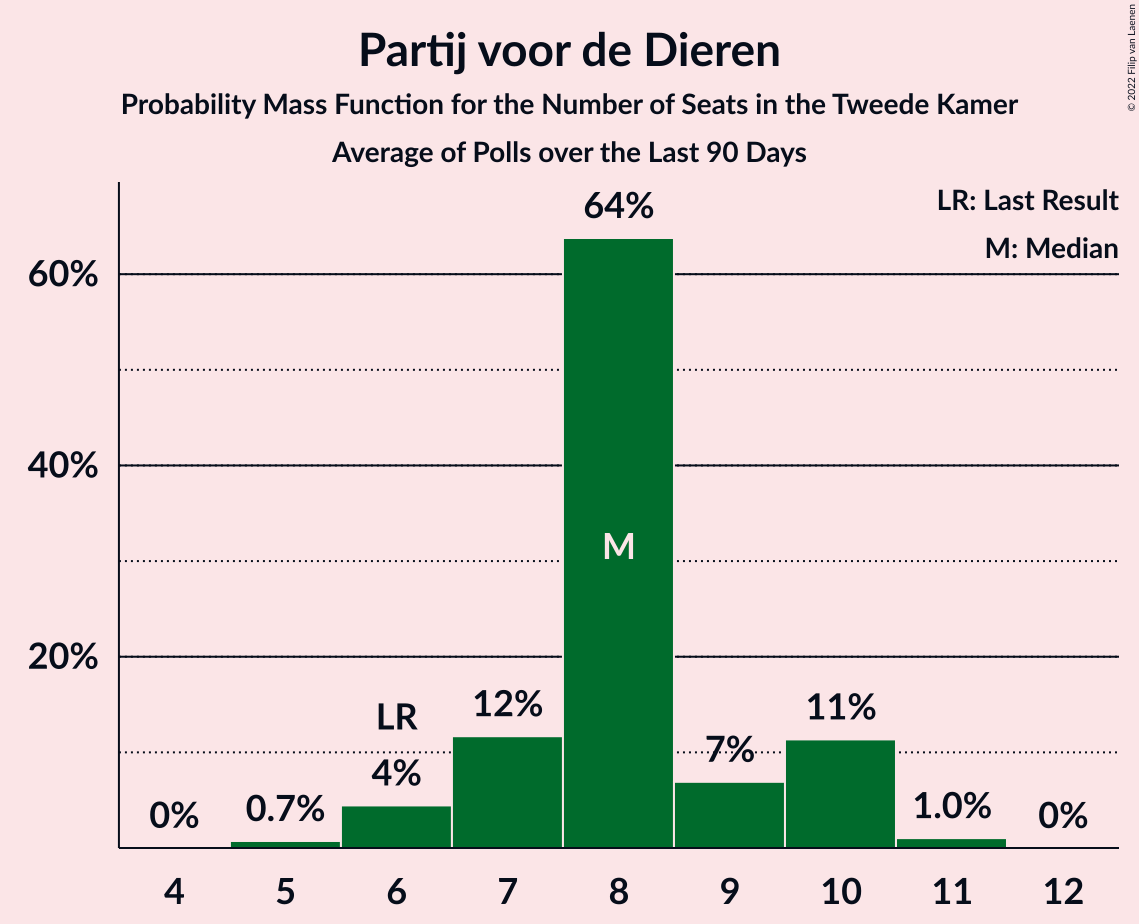 Partij voor de Dieren
Probability Mass Function for the Number of Seats in the Tweede Kamer
Average of Polls over the Last 90 Days
© 2022 Filip van Laenen
LR: Last Result
M: Median
64%
60%
40%
M
20%
LR
12%
11%
7%
4%
0%
0.7%
1.0%
0%
4 5 6 7 8 9 10 11 12